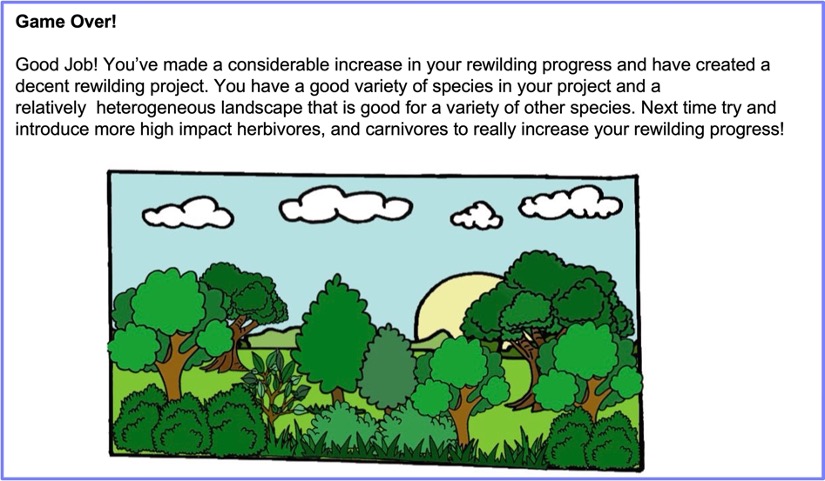 Game Over!
Good Job! You’ve made a considerable increase in your rewilding progress and have created a
decent rewilding project. You have a good variety of species in your project and a
relatively  heterogeneous landscape that is good for a variety of other species. Next time try and
introduce more high impact herbivores, and carnivores to really increase your rewilding progress!